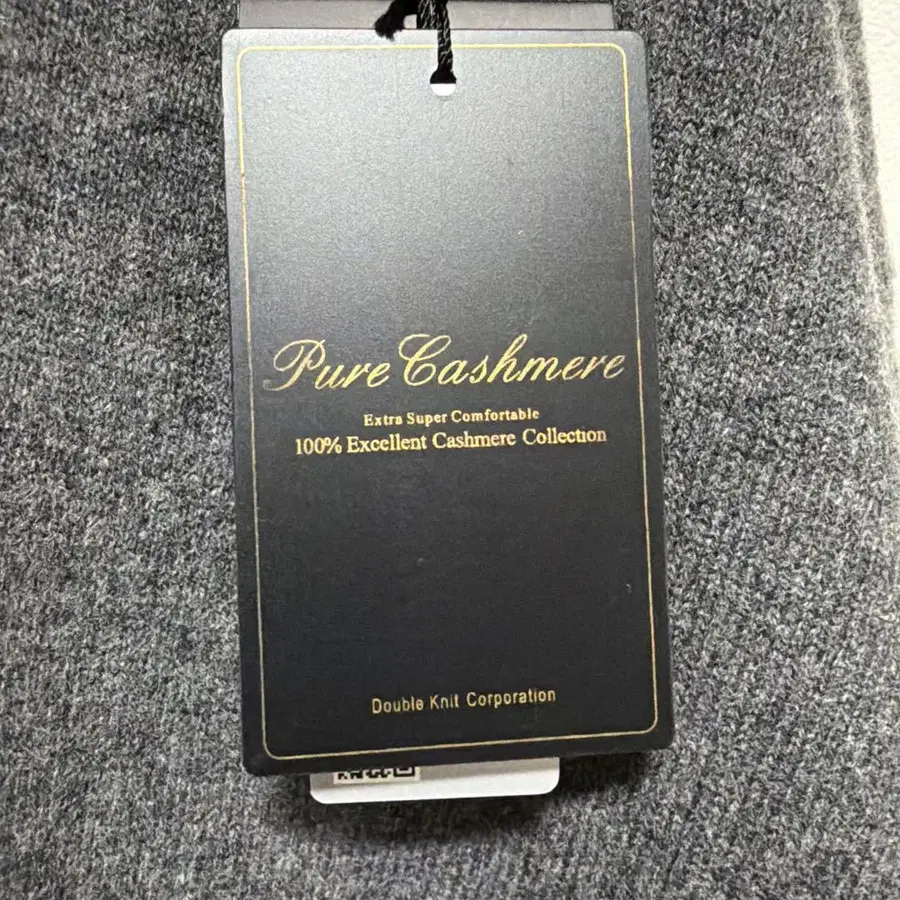 Pure Cashmere
Extra Super Comfortable
100% Excellent Cashmere Collection
Double Knit Corporation